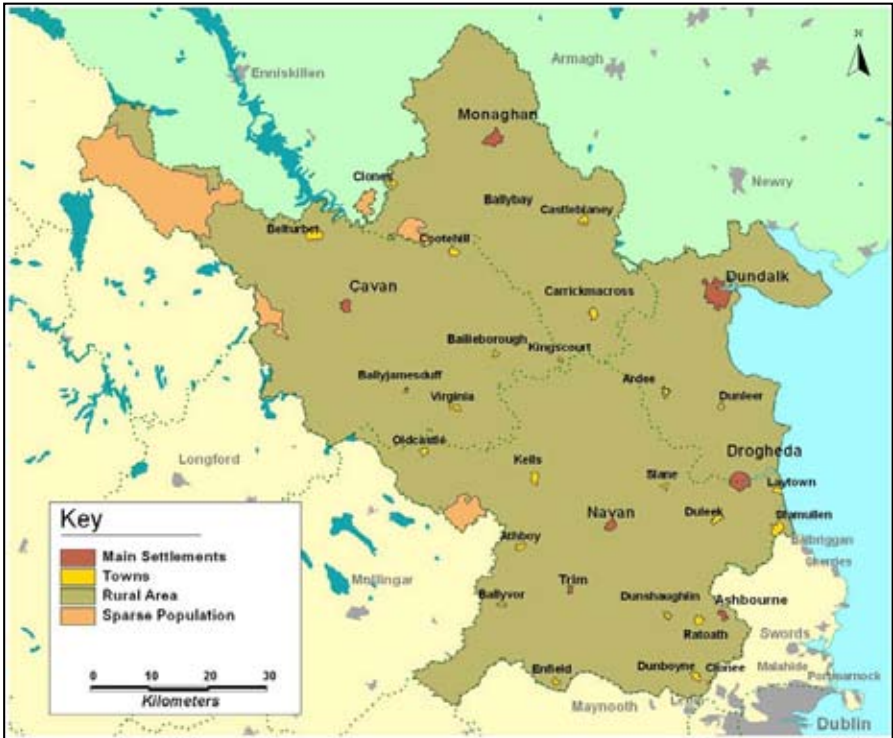 N
Enniskillen
Armagh
Monaghan
Newry
Clones
Ballybay
Castleblaney
Belturbet
Cootehill
Dundalk
Cavan
Carrickmacross
Bailieborough
Kingscourt
Ballyjamesduff
Ardee
Virginia
Dunleer
Oldcastle
Drogheda
Longford
Kells
Slane
Laytown
Navan
Duleek
Stamullen
Balbriggan
Athboy
Skerries
Mullingar
Trim
Ballyvor
Dunshaughlin
Ashbourne
Ratoath
Swords
Enfield
Dunboyne
Clonee
Malahide
Portmarnock
Maynooth
Dublin
Key
Main Settlements
Towns
Rural Area
Sparse Population
0 10 20 30
Kilometers